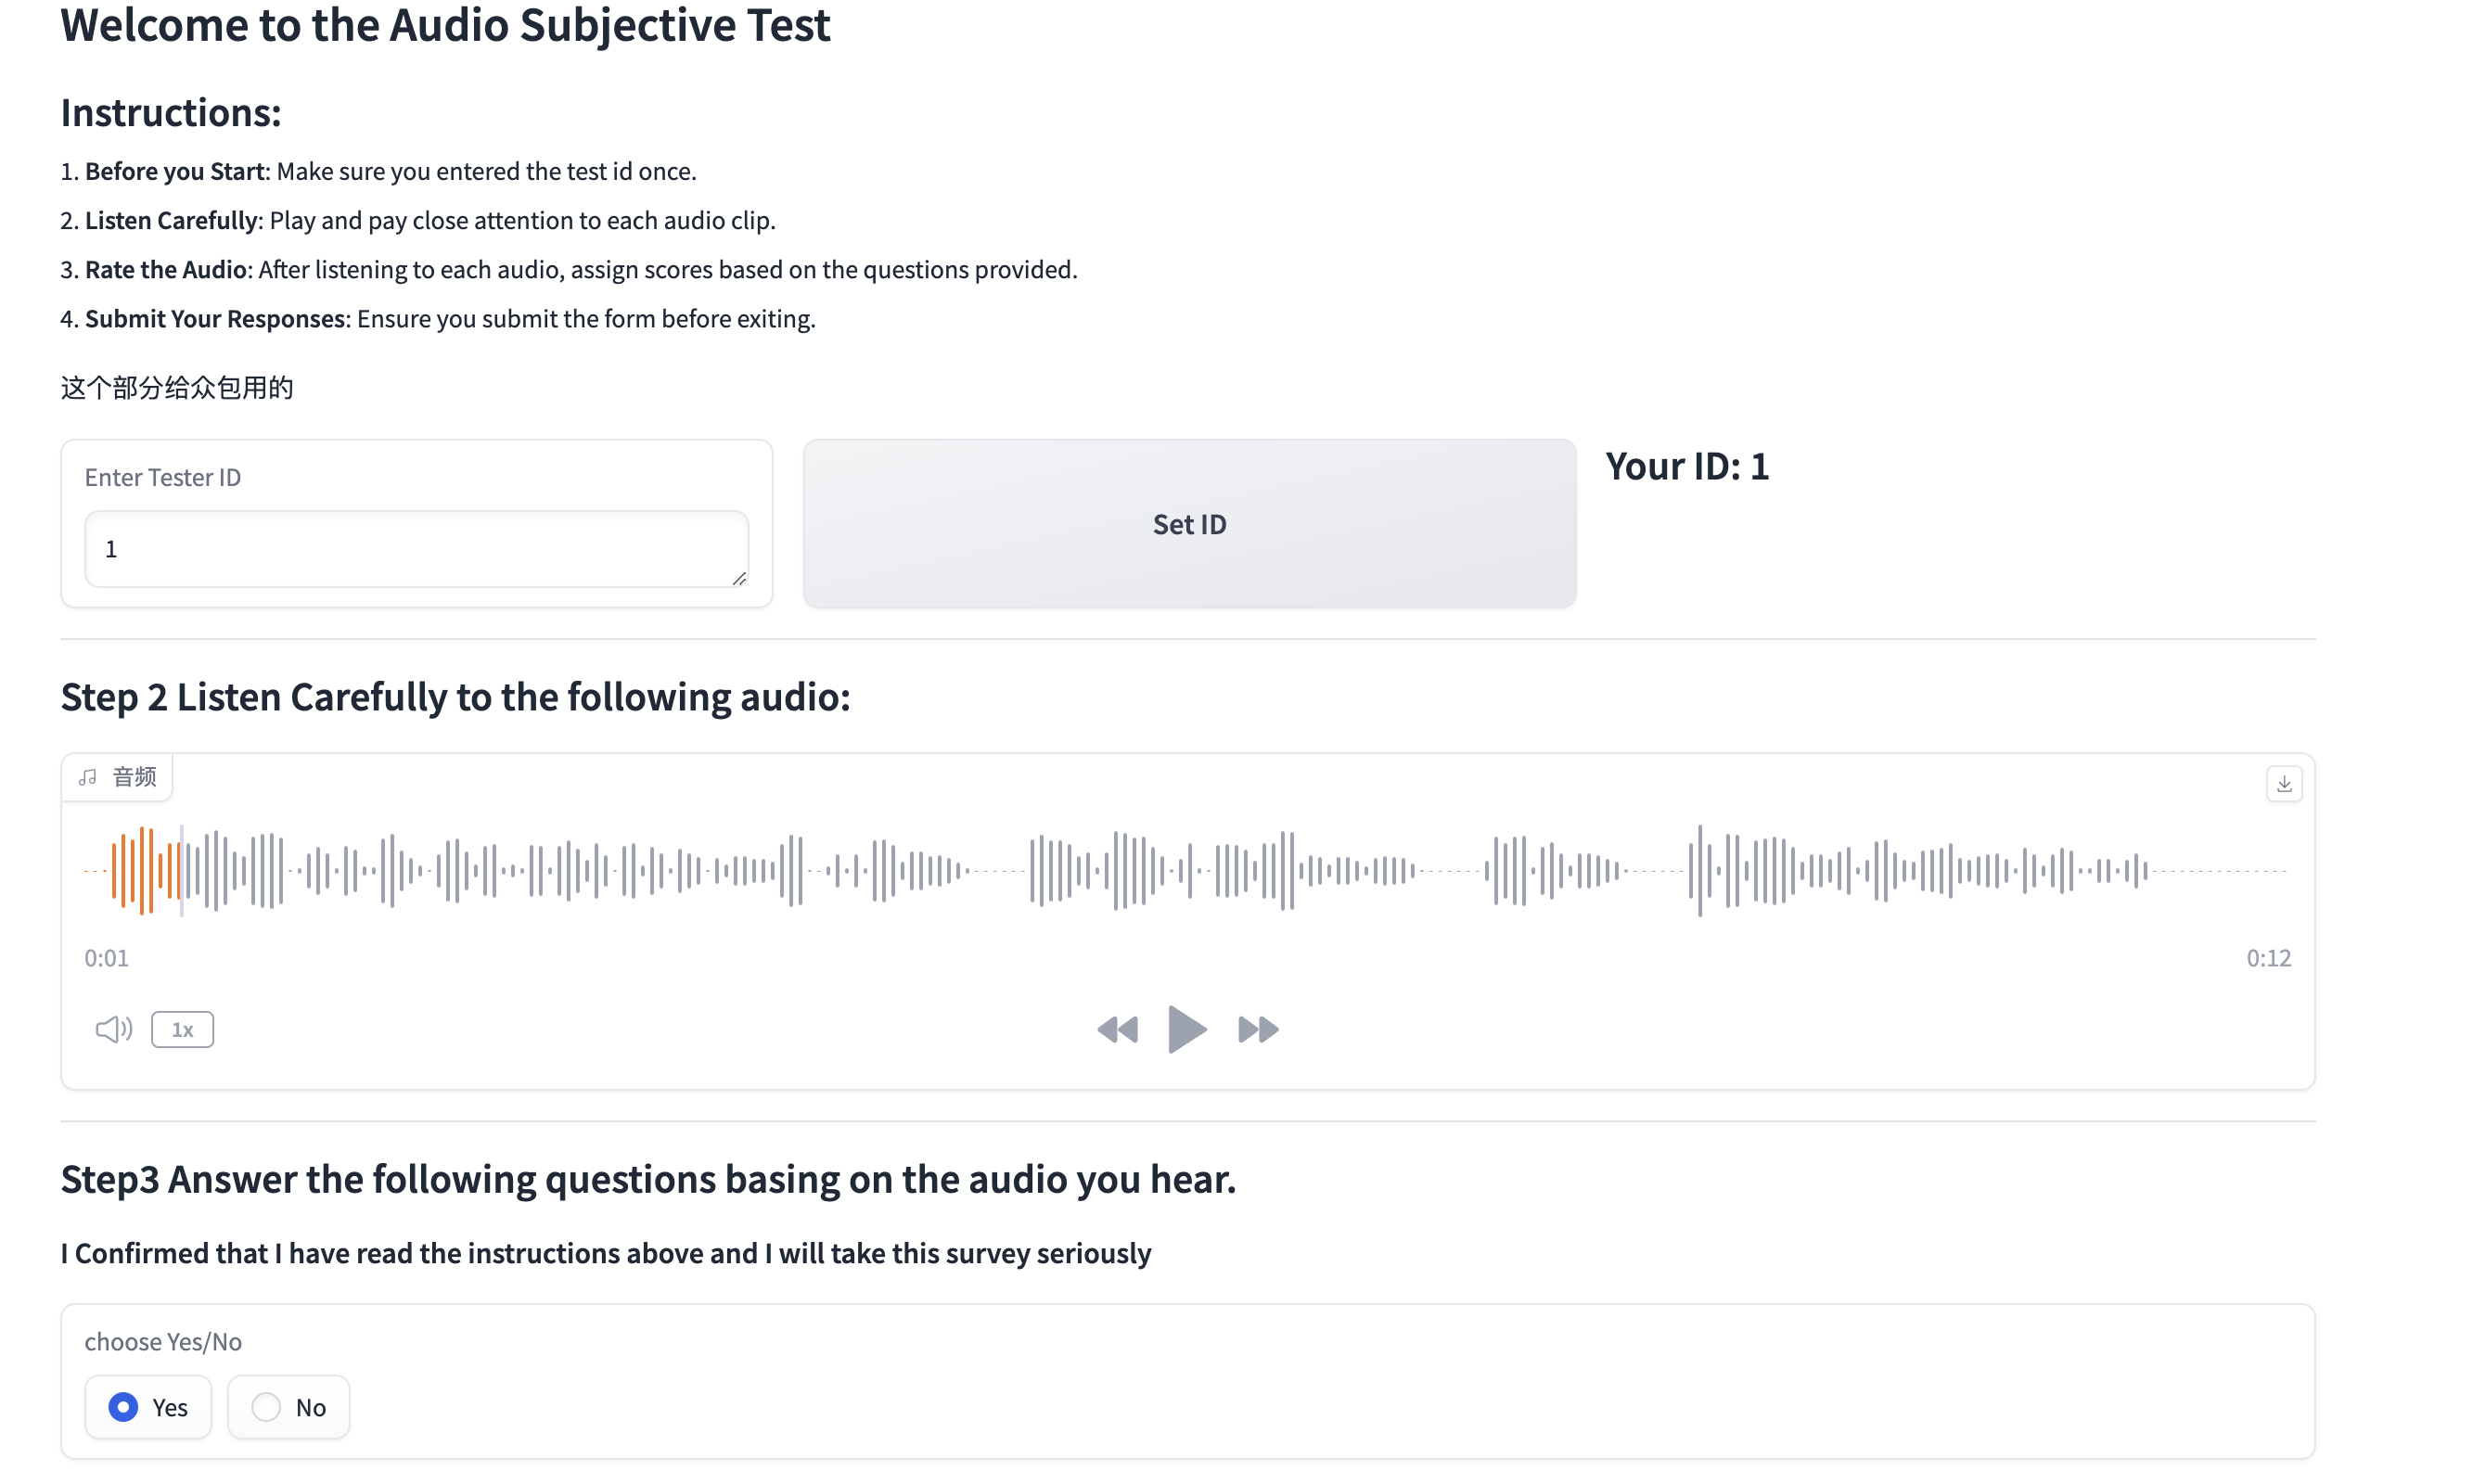 Welcome to the Audio Subjective Test
Instructions:
1. Before you Start: Make sure you entered the test id once.
2. Listen Carefully: Play and pay close attention to each audio clip.
3. Rate the Audio: After listening to each audio, assign scores based on the questions provided.
4. Submit Your Responses: Ensure you submit the form before exiting.
这个部分给众包用的
Enter Tester ID
1
Set ID
Your ID: 1
Step 2 Listen Carefully to the following audio:
音频
0:01
0:12
1x
Step3 Answer the following questions basing on the audio you hear.
I Confirmed that I have read the instructions above and I will take this survey seriously
choose Yes/No
Yes
No